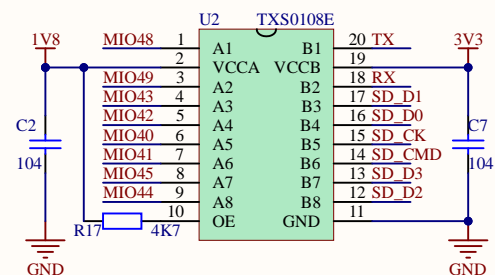 U2 TXS0108E
1V8 MIO48 1 A1 B1 20 TX 3V3
2 VCCA VCCB 19
MIO49 3 A2 B2 18 RX
MIO43 4 A3 B3 17 SD_D1
MIO42 5 A4 B4 16 SD_D0
C2 MIO40 6 A5 B5 15 SD_CK C7
104 MIO41 7 A6 B6 14 SD_CMD 104
MIO45 8 A7 B7 13 SD_D3
MIO44 9 A8 B8 12 SD_D2
10 OE GND 11
R17 4K7
GND GND